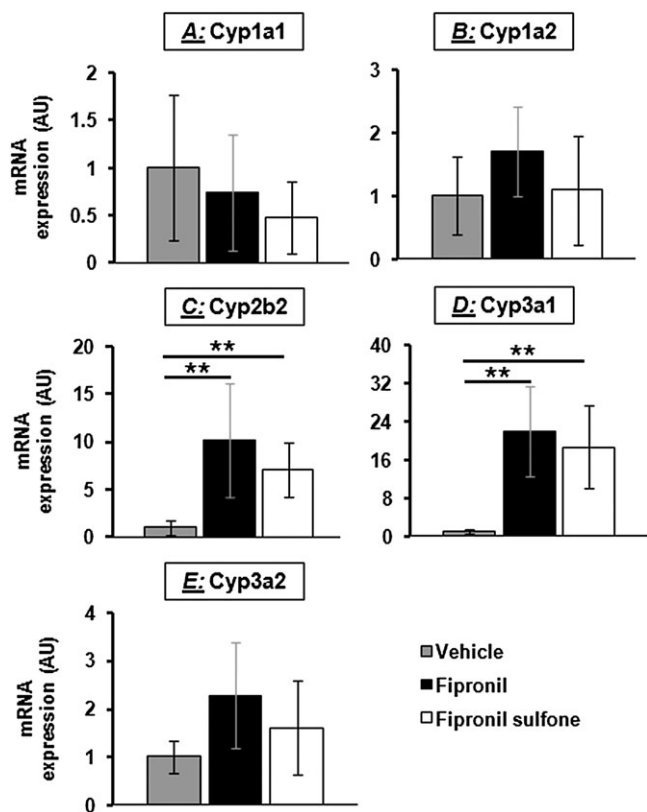 A: Cyp1a1
B: Cyp1a2
mRNA
expression (AU)
2
1.5
1
0.5
0
3
2
1
0
C: Cyp2b2
D: Cyp3a1
mRNA
expression (AU)
20
15
10
5
0
**
**
40
32
24
16
8
0
**
**
E: Cyp3a2
mRNA
expression (AU)
4
3
2
1
0
Vehicle
Fipronil
Fipronil sulfone